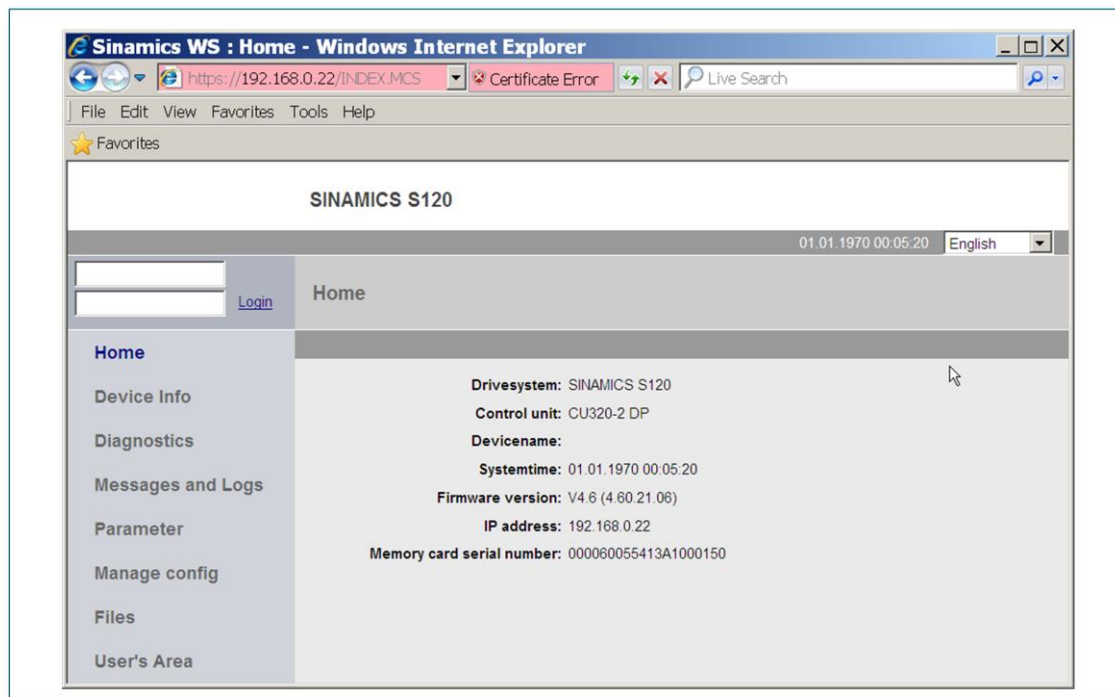 Sinamics WS : Home - Windows Internet Explorer
https://192.168.0.22/INDEX.MCS Certificate Error Live Search
File Edit View Favorites Tools Help
Favorites
SINAMICS S120
01.01.1970 00:05:20 English
Login
Home
Home
Device Info
Diagnostics
Messages and Logs
Parameter
Manage config
Files
User's Area
Drivesystem: SINAMICS S120
Control unit: CU320-2 DP
Devicename:
Systemtime: 01.01.1970 00:05:20
Firmware version: V4.6 (4.60.21.06)
IP address: 192.168.0.22
Memory card serial number: 000060055413A1000150